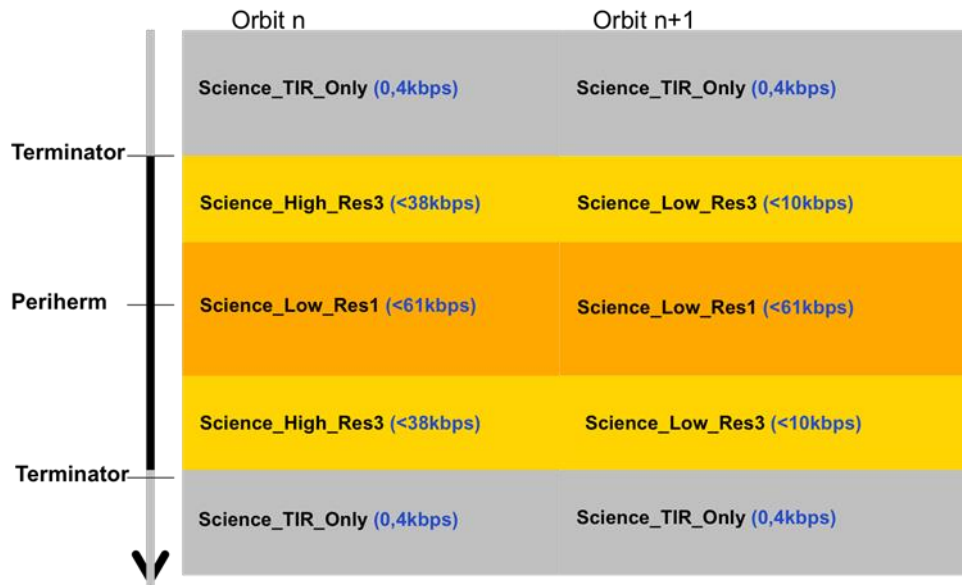 Orbit n Orbit n+1
Science_TIR_Only (0,4kbps) Science_TIR_Only (0,4kbps)
Terminator
Science_High_Res3 (<38kbps) Science_Low_Res3 (<10kbps)
Periherm Science_Low_Res1 (<61kbps) Science_Low_Res1 (<61kbps)
Science_High_Res3 (<38kbps) Science_Low_Res3 (<10kbps)
Terminator
Science_TIR_Only (0,4kbps) Science_TIR_Only (0,4kbps)